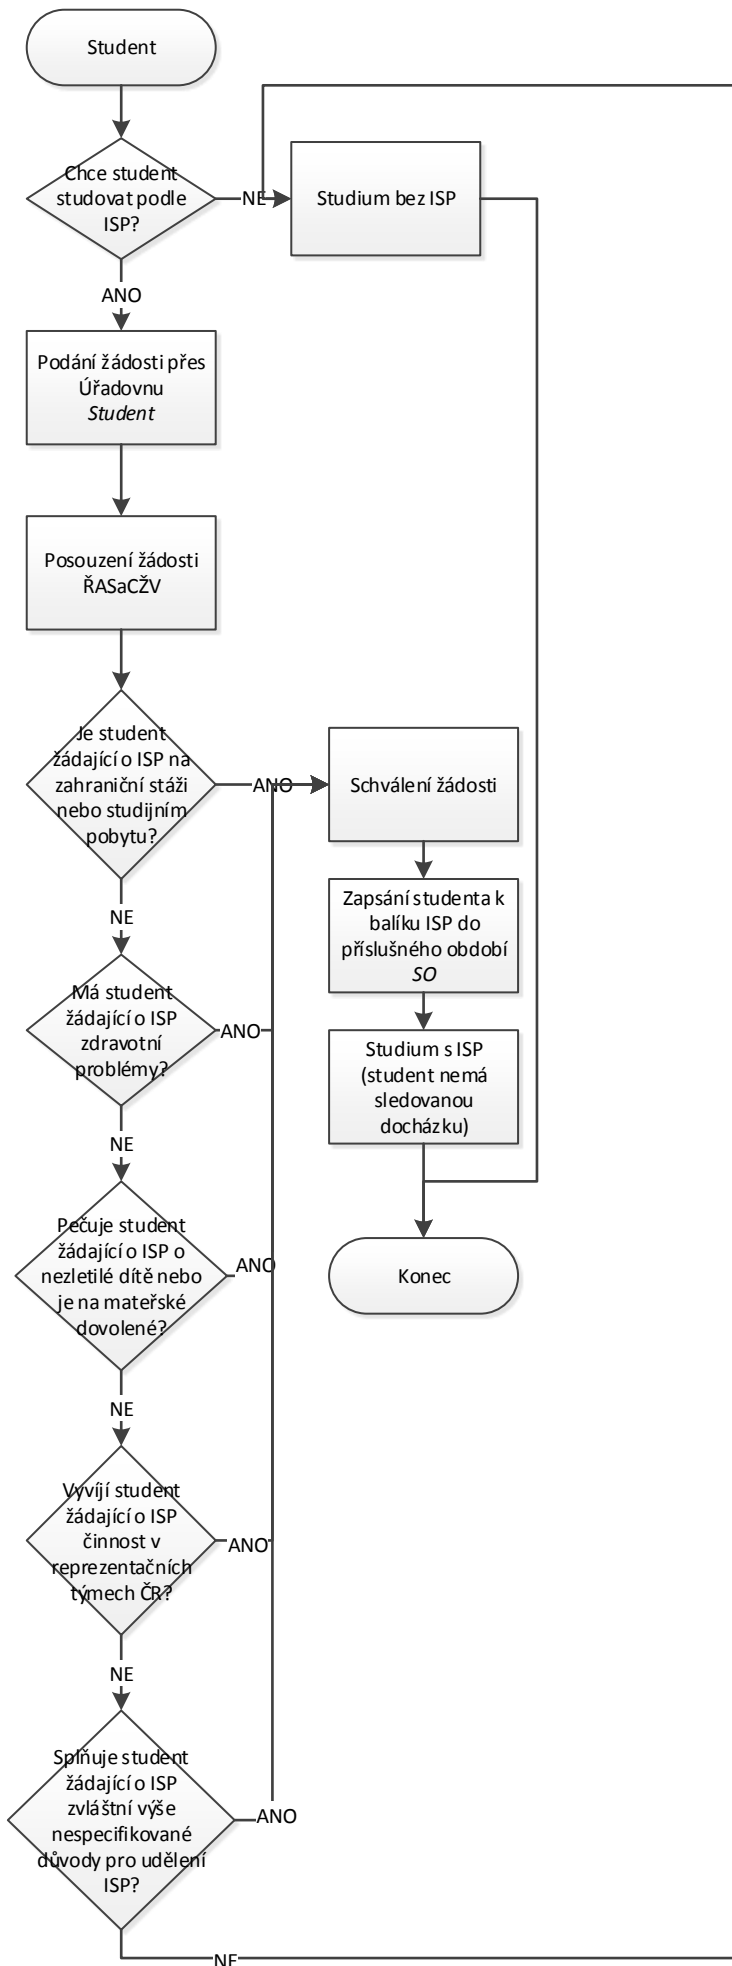 Student
Chce student
studovat podle
ISP?
NE
Studium bez ISP
ANO
Podání žádosti přes
Úřadovnu
Student
Posouzení žádosti
ŘASaCŽV
Je student
žádající o ISP na
zahraniční stáži
nebo studijním
pobytu?
ANO
Schválení žádosti
NE
Zapsání studenta k
balíku ISP do
příslušného období
SO
Má student
žádající o ISP
zdravotní
problémy?
ANO
Studium s ISP
(student nemá
sledovanou
docházku)
NE
Pečuje student
žádající o ISP o
nezletilé dítě nebo
je na mateřské
dovolené?
ANO
Konec
NE
Vyvíjí student
žádající o ISP
činnost v
reprezentačních
týmech ČR?
ANO
NE
Splňuje student
žádající o ISP
zvláštní výše
nespecifikované
důvody pro udělení
ISP?
ANO
NE